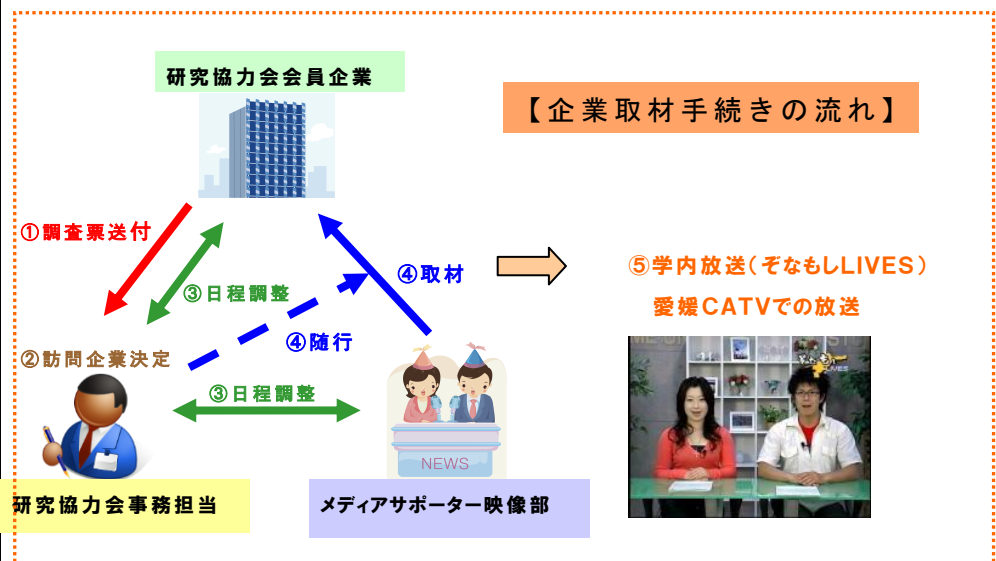 研究協力会会員企業
【企業取材手続きの流れ】
①調査票送付
③日程調整
④取材
④随行
②訪問企業決定
③日程調整
⑤学内放送(ぞなもしLIVES)
愛媛CATVでの放送
NEWS
LIVES
研究協力会事務担当
メディアサポーター映像部